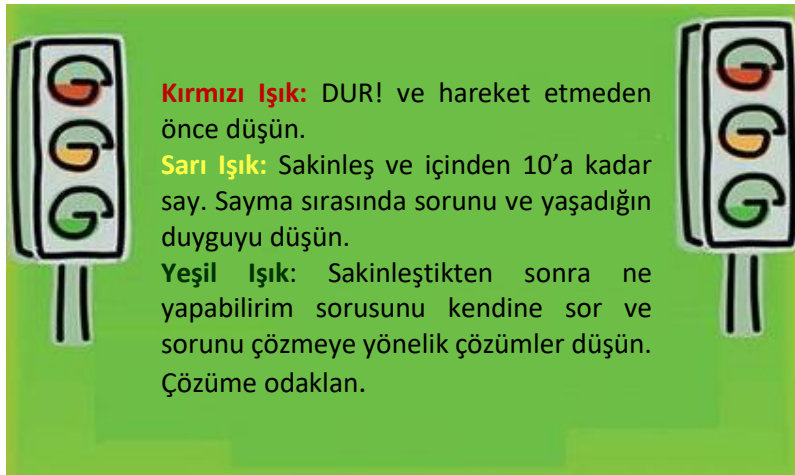 Kırmızı Işık: DUR! ve hareket etmeden
önce düşün.
Sarı Işık: Sakinleş ve içinden 10’a kadar
say. Sayma sırasında sorunu ve yaşadığın
duyguyu düşün.
Yeşil Işık: Sakinleştikten sonra ne
yapabilirim sorusunu kendine sor ve
sorunu çözmeye yönelik çözümler düşün.
Çözüme odaklan.